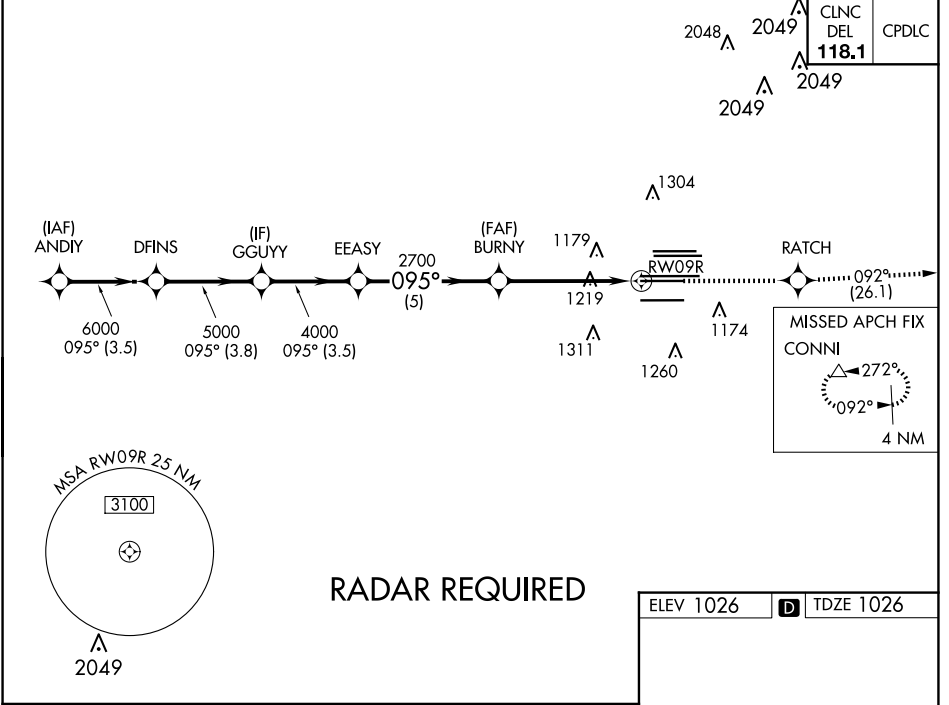 2048
2049
CLNC
DEL
118.1
CPDLC
2049
2049
1304
(IAF)
ANDIY
DFINS
(IF)
GGUYY
EEASY
2700
095°
(5)
(FAF)
BURNY
1179
1219
1311
RW09R
RATCH
092°
(26.1)
6000
095° (3.5)
5000
095° (3.8)
4000
095° (3.5)
1174
1260
MISSED APCH FIX
CONNI
272°
092°
4 NM
MSA RW09R 25 NM
3100
2049
RADAR REQUIRED
ELEV 1026
D
TDZE 1026